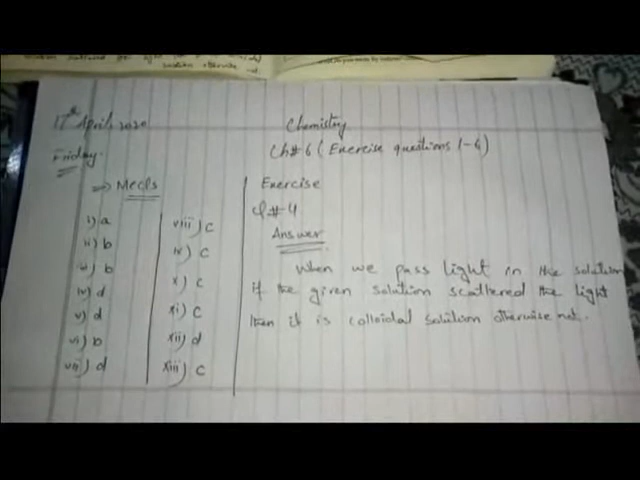 17th April 2020
Friday.
Chemistry
Ch# 6 (Exercise questions 1-4)
=> Mcqs
i) a
ii) b
iii) b
iv) d
v) d
vi) b
vii) d
viii) c
ix) c
x) c
xi) c
xii) d
xiii) c
Exercise
Q#4
Answer
When we pass light in the solution
if the given solution scattered the light
then it is colloidal solution otherwise not.